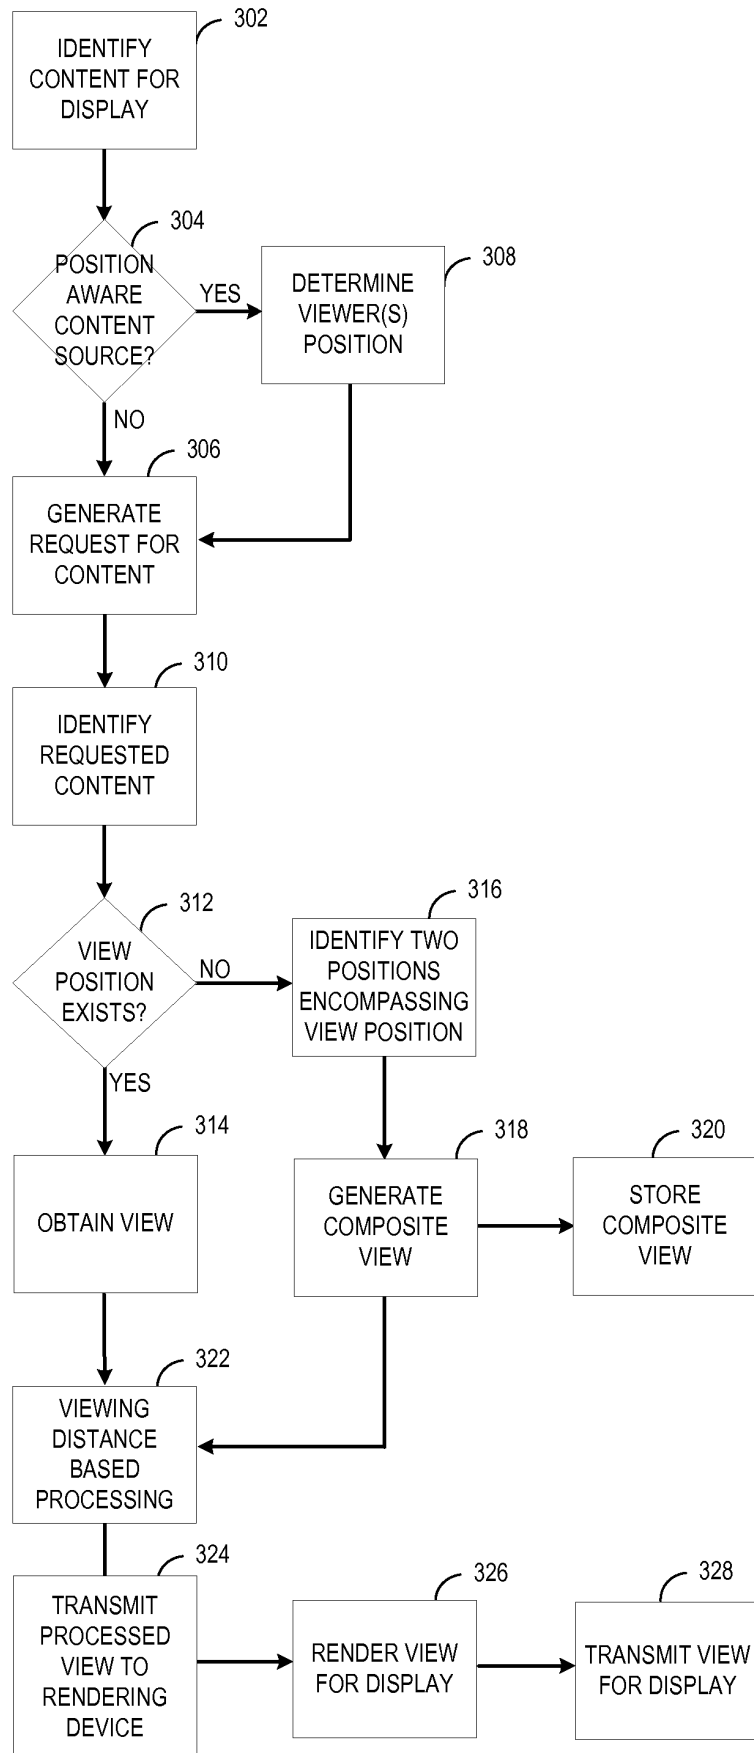 302
IDENTIFY
CONTENT FOR
DISPLAY
304
POSITION
AWARE
CONTENT
SOURCE?
YES
308
DETERMINE
VIEWER(S)
POSITION
NO
306
GENERATE
REQUEST FOR
CONTENT
310
IDENTIFY
REQUESTED
CONTENT
312
VIEW
POSITION
EXISTS?
NO
316
IDENTIFY TWO
POSITIONS
ENCOMPASSING
VIEW POSITION
YES
314
OBTAIN VIEW
318
GENERATE
COMPOSITE
VIEW
320
STORE
COMPOSITE
VIEW
322
VIEWING
DISTANCE
BASED
PROCESSING
324
TRANSMIT
PROCESSED
VIEW TO
RENDERING
DEVICE
326
RENDER VIEW
FOR DISPLAY
328
TRANSMIT VIEW
FOR DISPLAY